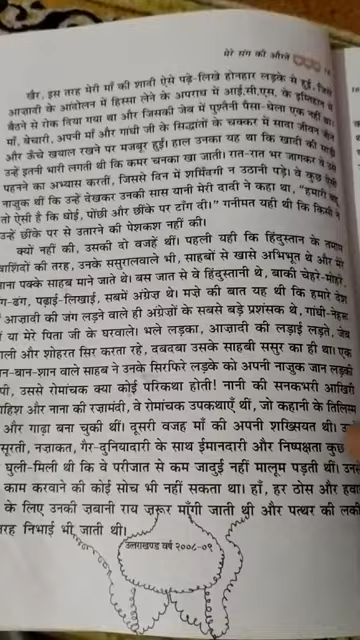 मेरे संग की औरतें
खैर, इस तरह मेरी माँ की शादी ऐसे पढ़े-लिखे होनहार लड़के से हुई, जिसे
आज़ादी के आंदोलन में हिस्सा लेने के अपराध में आई.सी.एस. के इम्तिहान में
बैठने से रोक दिया गया था और जिसकी जेब में पुश्तैनी पैसा-धेला एक नहीं था।
माँ, बेचारी, अपनी माँ और गांधी जी के सिद्धांतों के चक्कर में सादा जीवन जीने
और ऊँचे खयाल रखने पर मजबूर हुईं। हाल उनका यह था कि खादी की साड़ी
उन्हें इतनी भारी लगती थी कि कमर चनका खा जाती। रात-रात भर जागकर वे उसे
पहनने का अभ्यास करतीं, जिससे दिन में शर्मिंदगी न उठानी पड़े। वे कुछ ऐसी
नाज़ुक थीं कि उन्हें देखकर उनकी सास यानी मेरी दादी ने कहा था, "हमारी बहू
तो ऐसी है कि धोई, पोंछी और छींके पर टाँग दी।" गनीमत यही थी कि किसी ने
उन्हें छींके पर से उतारने की पेशकश नहीं की।
क्यों नहीं की, उसकी दो वजहें थीं। पहली यही कि हिंदुस्तान के तमाम
वाशिंदों की तरह, उनके ससुरालवाले भी, साहबों से खासे अभिभूत थे और मेरे
नाना पक्के साहब माने जाते थे। बस जात से वे हिंदुस्तानी थे, बाकी चेहरे-मोहरे,
ग-ढंग, पढ़ाई-लिखाई, सबमें अंग्रेज़ थे। मज़े की बात यह थी कि हमारे देश
आज़ादी की जंग लड़ने वाले ही अंग्रेज़ों के सबसे बड़े प्रशंसक थे, गांधी-नेहरू
या मेरे पिता जी के घरवाले। भले लड़का, आज़ादी की लड़ाई लड़ते, जेब
ाली और शोहरत सिर करता रहे, दबदबा उसके साहबी ससुर का ही था। एक
न-बान-शान वाले साहब ने उनके सिरफिरे लड़के को अपनी नाज़ुक जान लड़की
पी, उससे रोमांचक क्या कोई परिकथा होती! नानी की सनकभरी आखिरी
ाहिश और नाना की रज़ामंदी, वे रोमांचक उपकथाएँ थीं, जो कहानी के तिलिस्म
और गाढ़ा बना चुकी थीं। दूसरी वजह माँ की अपनी शख्सियत थी।
सूरती, नज़ाकत, गैर-दुनियादारी के साथ ईमानदारी और निष्पक्षता कुछ
घुली-मिली थी कि वे परीजात से कम जादुई नहीं मालूम पड़ती थीं। उनसे
काम करवाने की कोई सोच भी नहीं सकता था। हाँ, हर ठोस और हवाई
के लिए उनकी ज़बानी राय ज़रूर माँगी जाती थी और पत्थर की लकीर
तरह निभाई भी जाती थी।
उत्तराखण्ड वर्ष २००८-०९